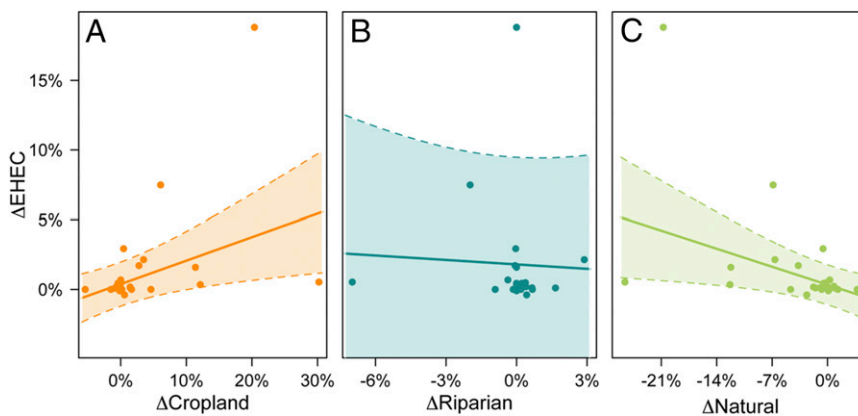 A
B
C
ΔEHEC
15%
10%
5%
0%
0% 10% 20% 30%
-6% -3% 0% 3%
-21% -14% -7% 0%
ΔCropland
ΔRiparian
ΔNatural